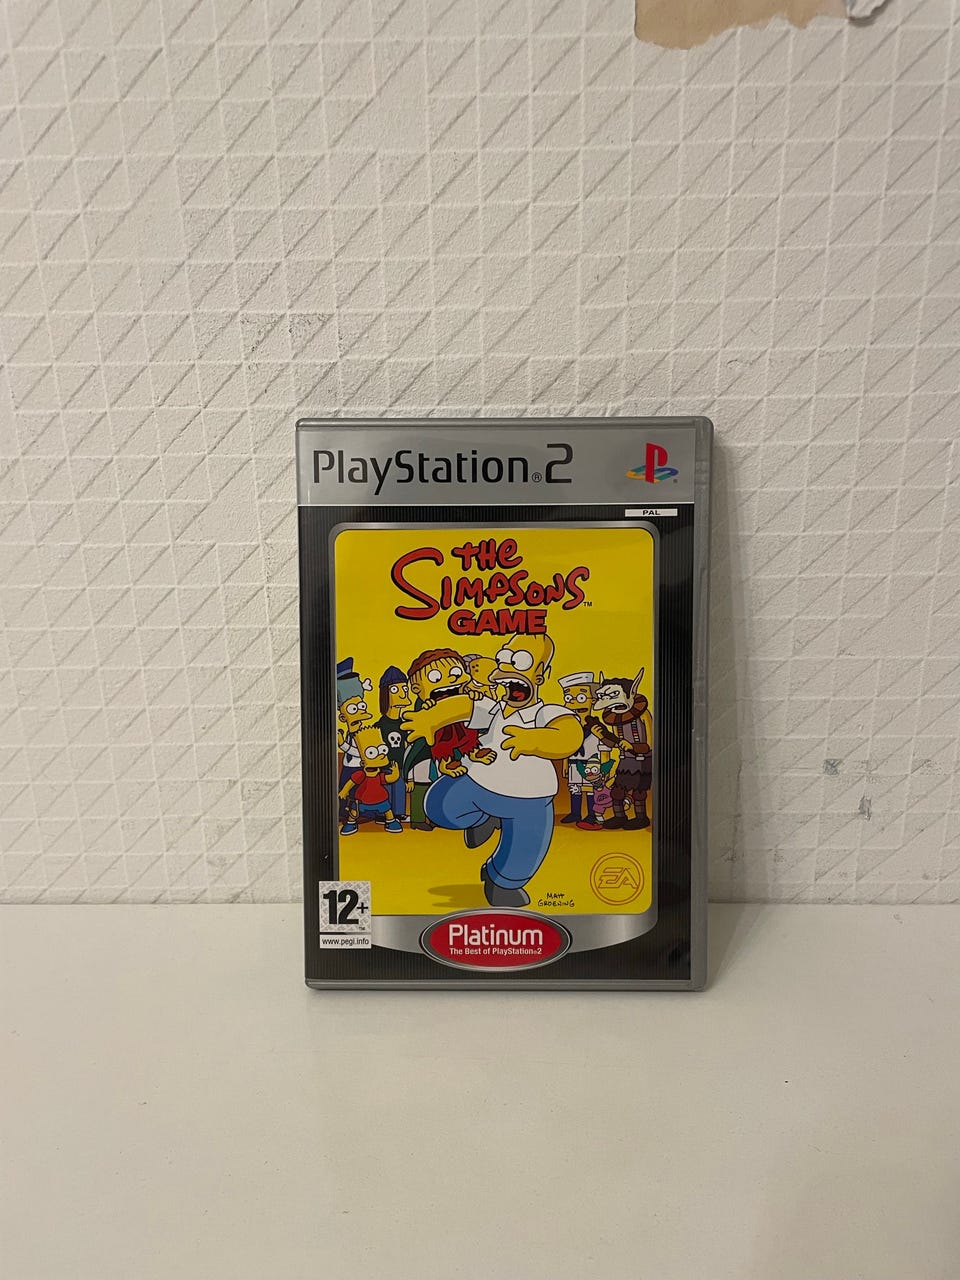 PlayStation®2
PAL
THE
SIMPSONS™
GAME
EA
MATT
GROENING
12+™
www.pegi.info
Platinum
The Best of PlayStation®2